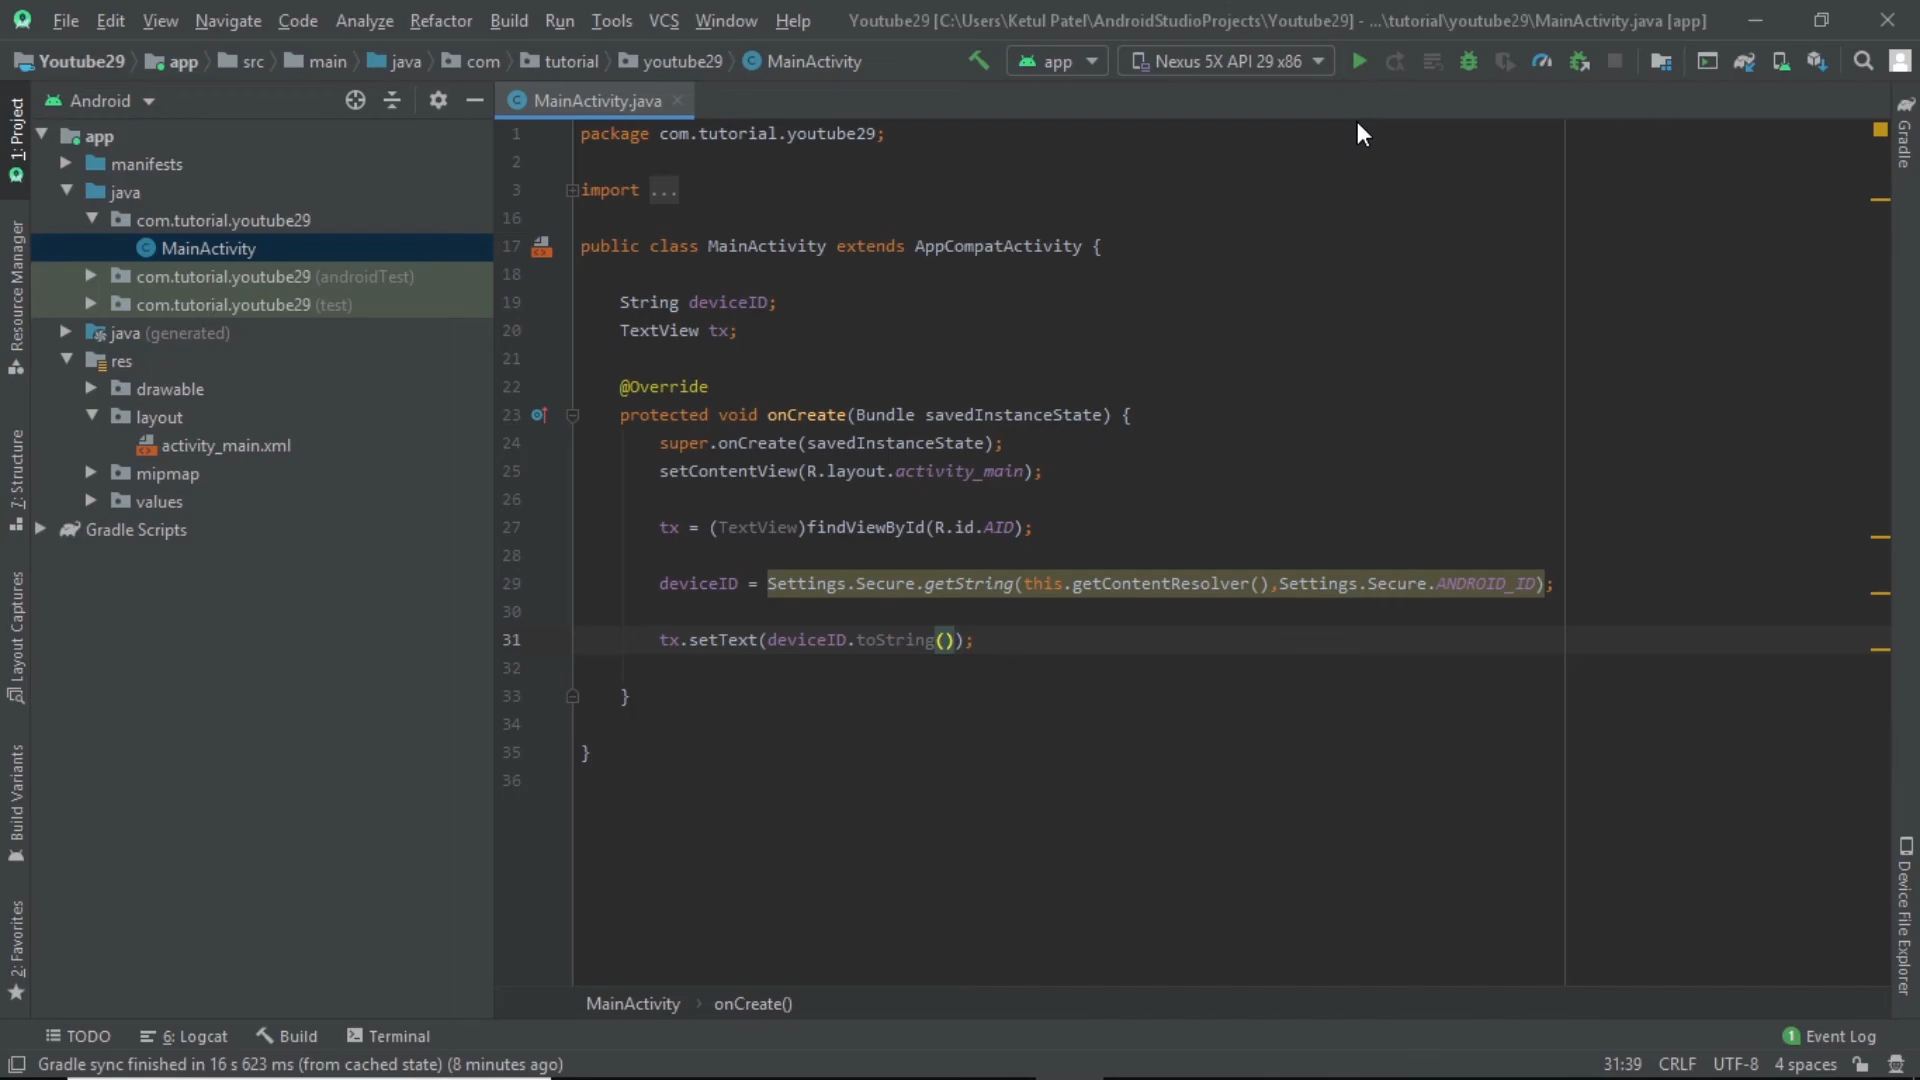 File Edit View Navigate Code Analyze Refactor Build Run Tools VCS Window Help Youtube29 [C:\Users\Ketul Patel\AndroidStudioProjects\Youtube29] - ...\tutorial\youtube29\MainActivity.java [app]
Youtube29 app src main java com tutorial youtube29 MainActivity app Nexus 5X API 29 x86
Android
MainActivity.java
app
manifests
java
com.tutorial.youtube29
MainActivity
com.tutorial.youtube29 (androidTest)
com.tutorial.youtube29 (test)
java (generated)
res
drawable
layout
activity_main.xml
mipmap
values
Gradle Scripts
1: Project
Resource Manager
7: Structure
Layout Captures
Build Variants
2: Favorites
1 package com.tutorial.youtube29;
2
3 import ...
16
17 public class MainActivity extends AppCompatActivity {
18
19 String deviceID;
20 TextView tx;
21
22 @Override
23 protected void onCreate(Bundle savedInstanceState) {
24 super.onCreate(savedInstanceState);
25 setContentView(R.layout.activity_main);
26
27 tx = (TextView)findViewById(R.id.AID);
28
29 deviceID = Settings.Secure.getString(this.getContentResolver(),Settings.Secure.ANDROID_ID);
30
31 tx.setText(deviceID.toString());
32
33 }
34
35 }
36
Gradle
Device File Explorer
MainActivity › onCreate()
TODO 6: Logcat Build Terminal 1 Event Log
Gradle sync finished in 16 s 623 ms (from cached state) (8 minutes ago) 31:39 CRLF UTF-8 4 spaces